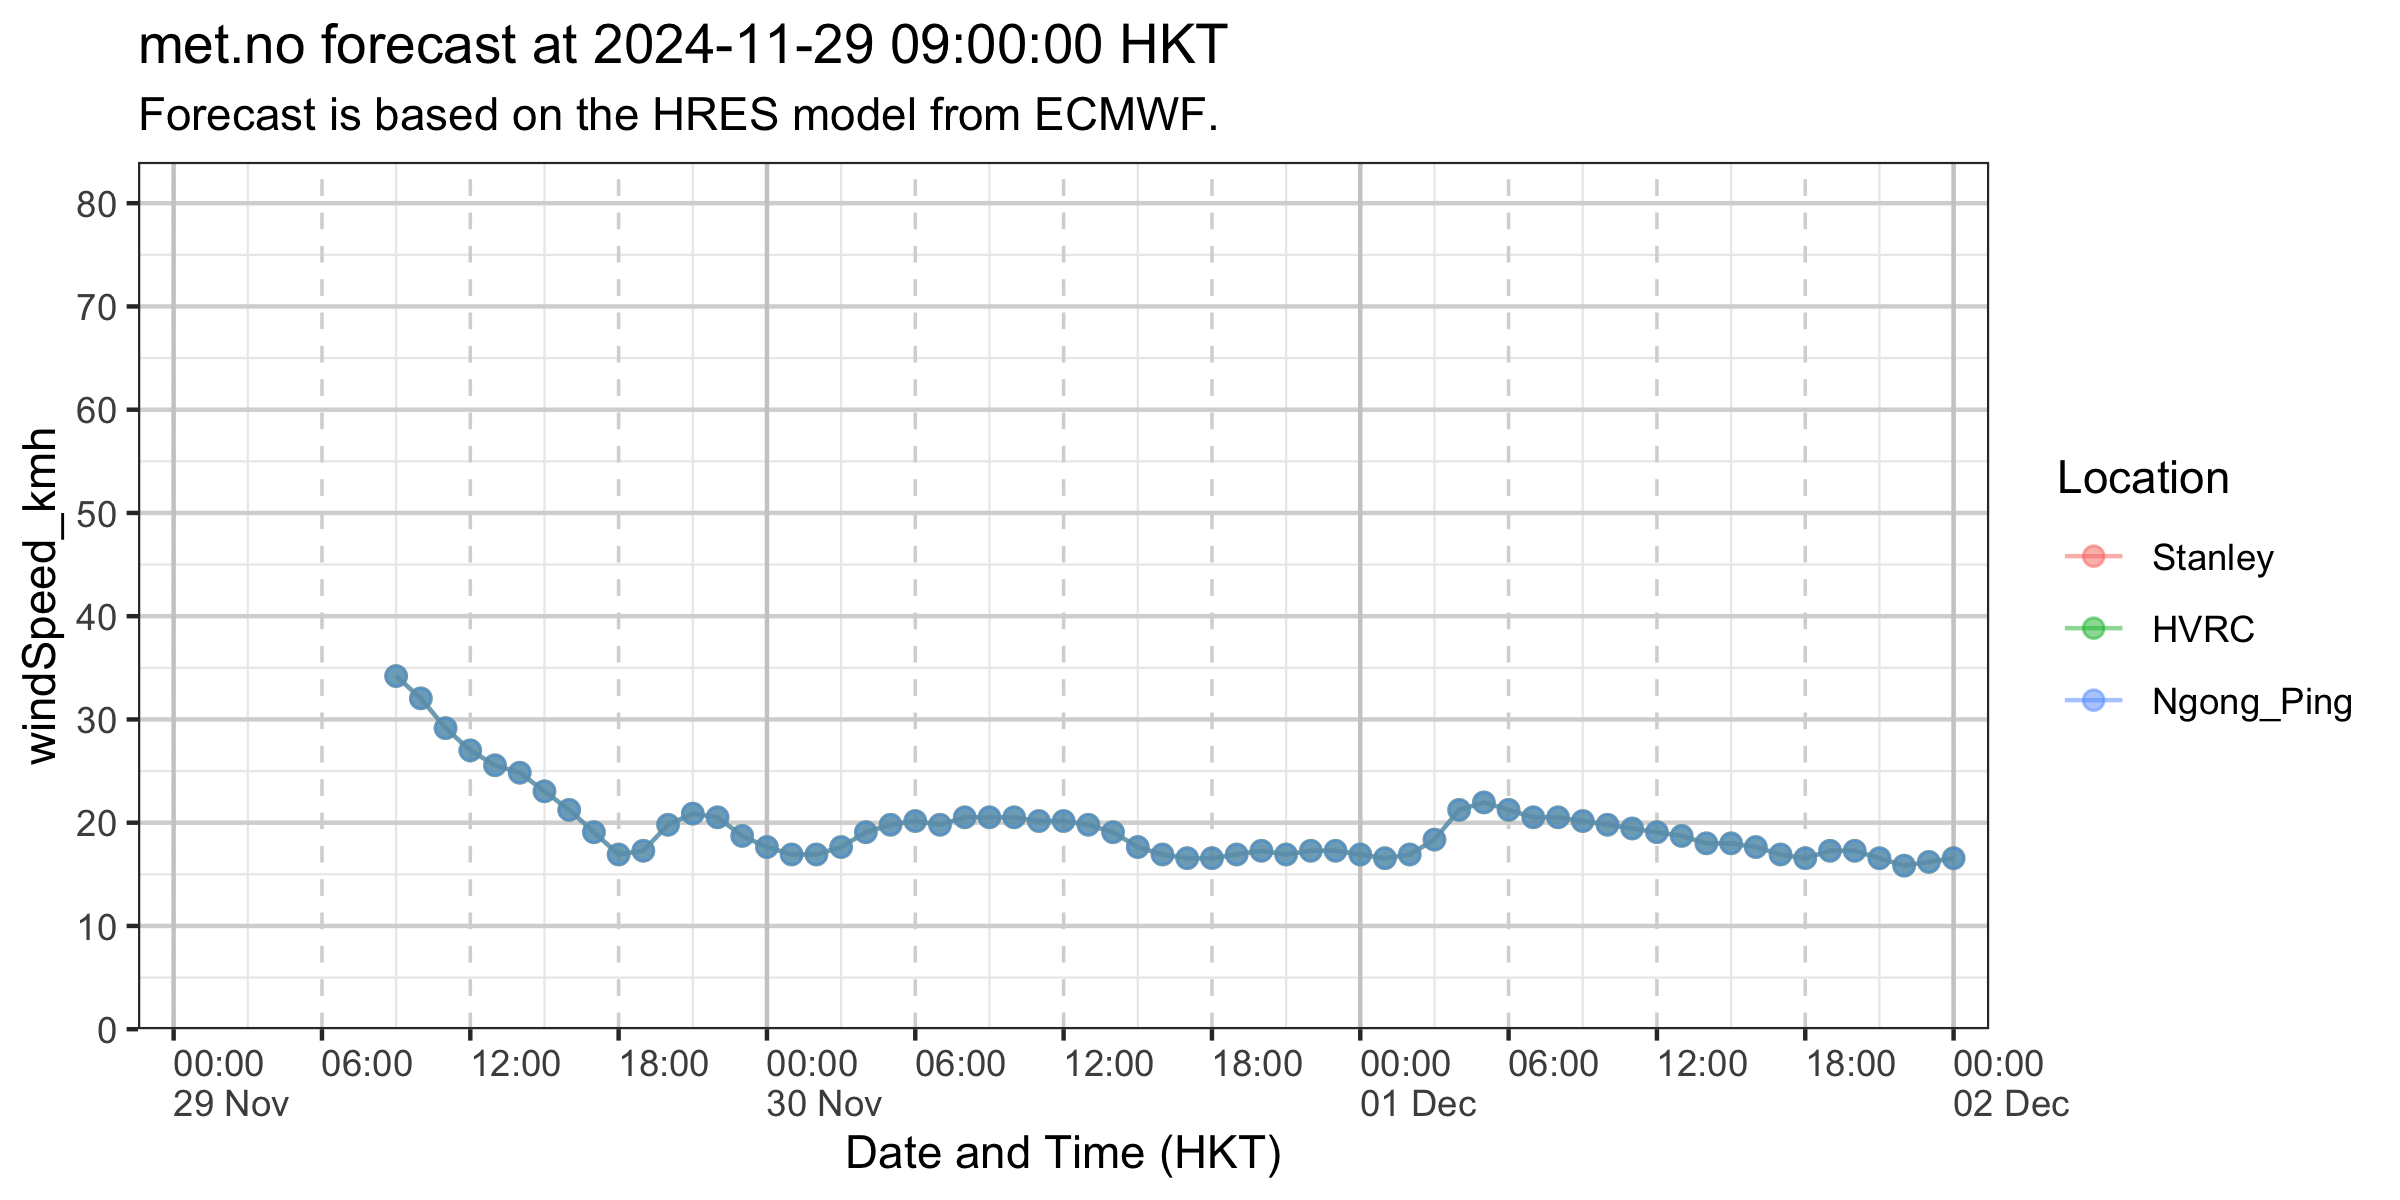 met.no forecast at 2024-11-29 09:00:00 HKT
Forecast is based on the HRES model from ECMWF.
windSpeed_kmh
80
70
60
50
40
30
20
10
0
00:00 06:00 12:00 18:00 00:00 06:00 12:00 18:00 00:00 06:00 12:00 18:00 00:00
29 Nov 30 Nov 01 Dec 02 Dec
Date and Time (HKT)
Location
Stanley
HVRC
Ngong_Ping